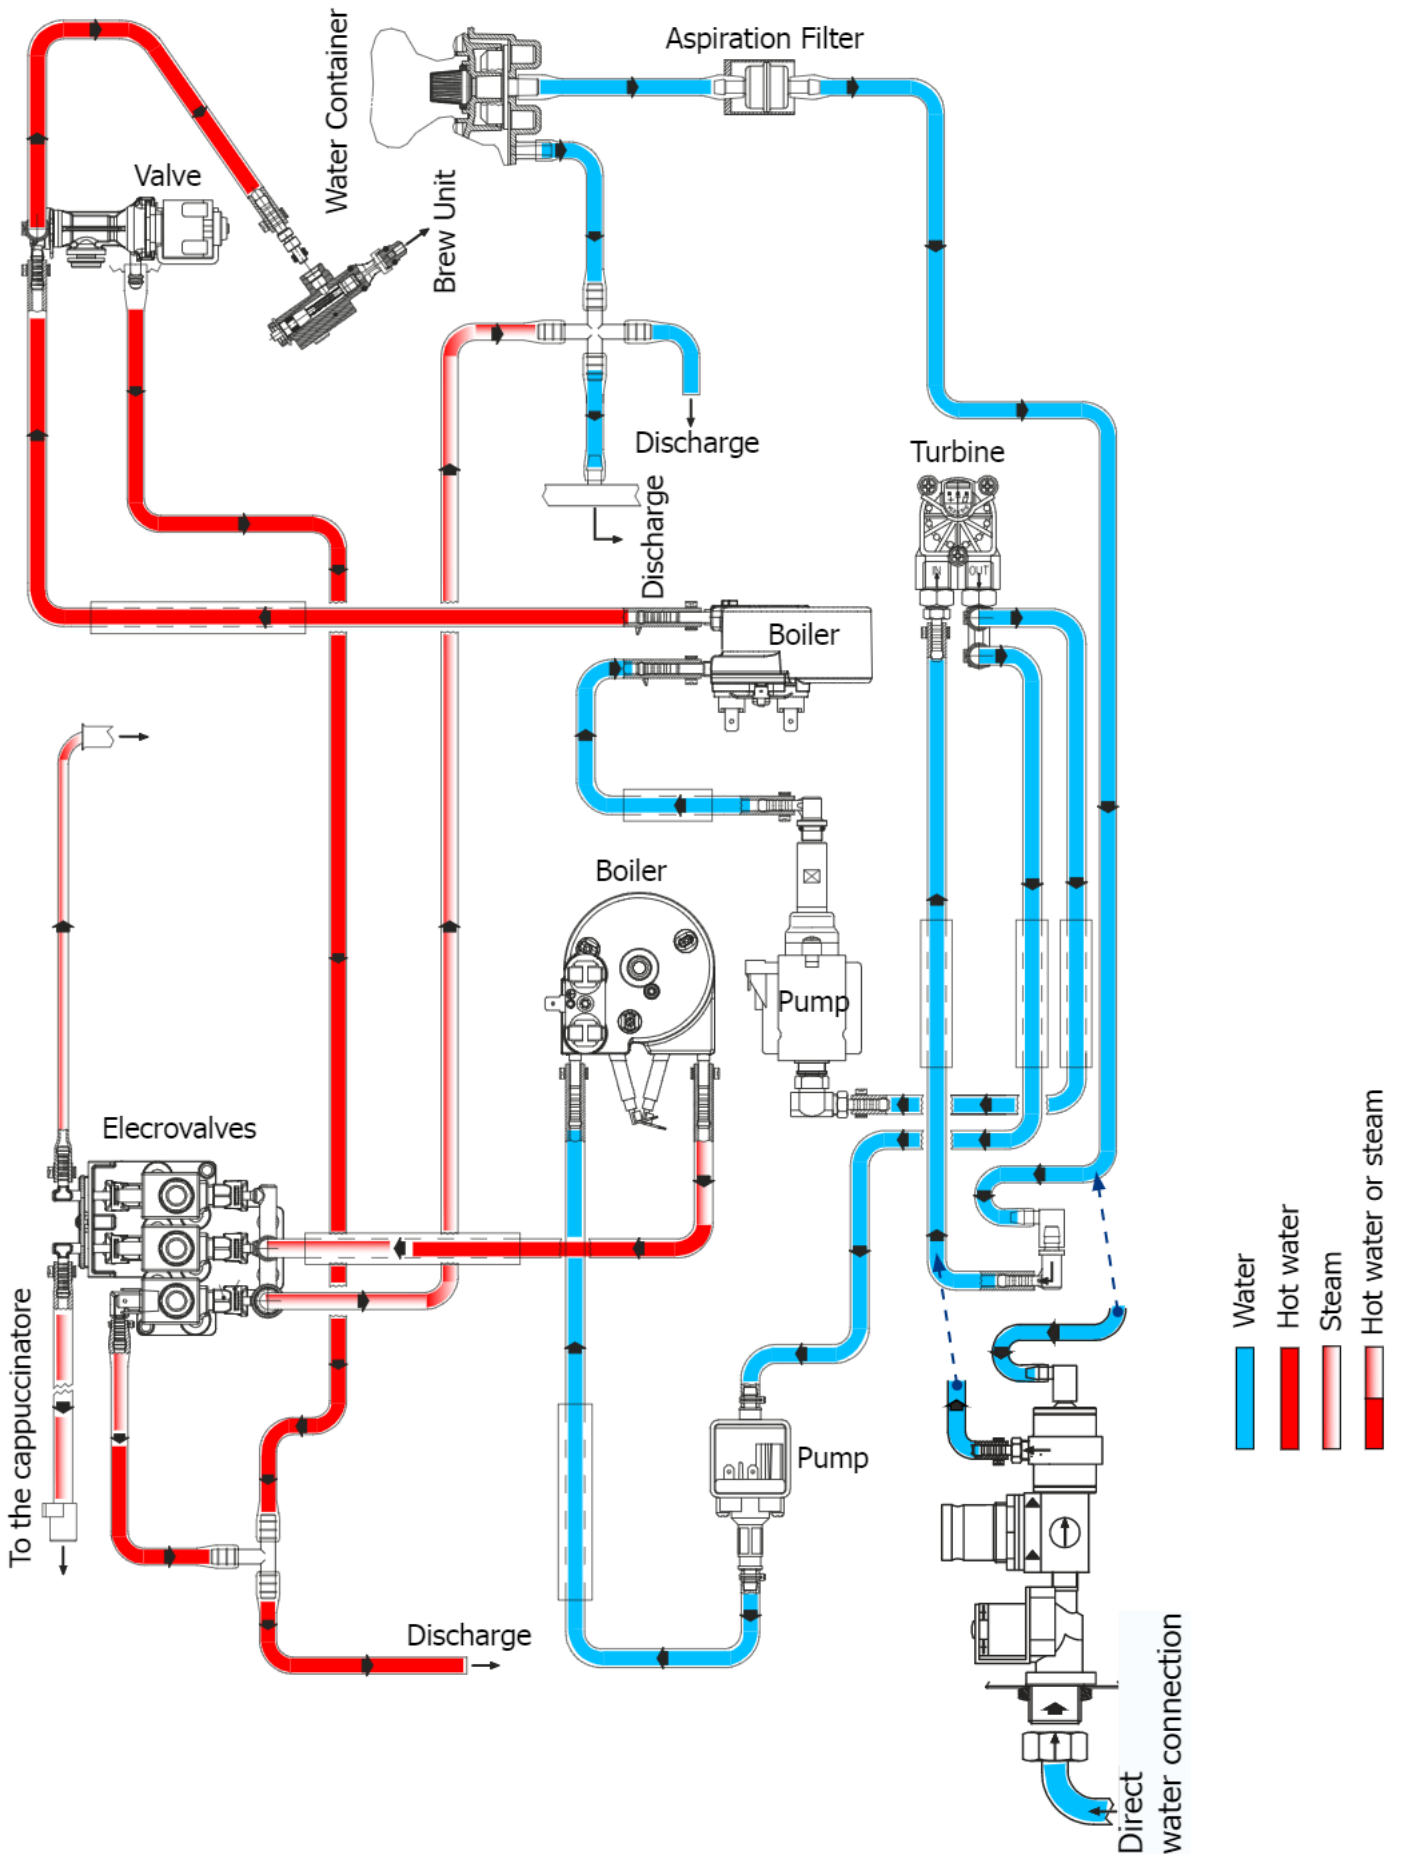 Aspiration Filter
Water Container
Valve
Brew Unit
Discharge
Turbine
Discharge
IN
OUT
Boiler
Boiler
Pump
Elecrovalves
To the cappuccinatore
Pump
Discharge
Direct
water connection
Water
Hot water
Steam
Hot water or steam